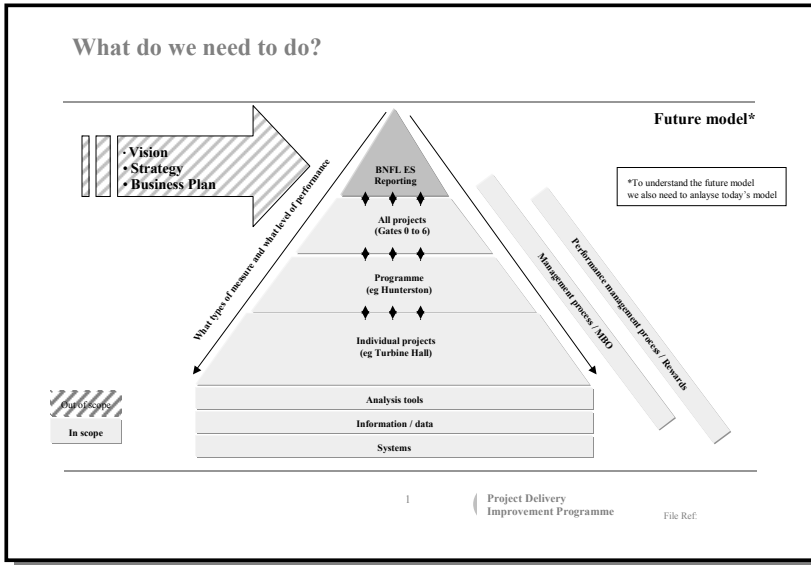 What do we need to do?
Future model*
· Vision
• Strategy
• Business Plan
BNFL ES
Reporting
*To understand the future model
we also need to anlayse today's model
What types of measure and what level of performance
All projects
(Gates 0 to 6)
Programme
(eg Hunterston)
Management process / MBO
Performance management process / Rewards
Individual projects
(eg Turbine Hall)
Analysis tools
Out of scope
Information / data
In scope
Systems
1
Project Delivery
Improvement Programme
File Ref: